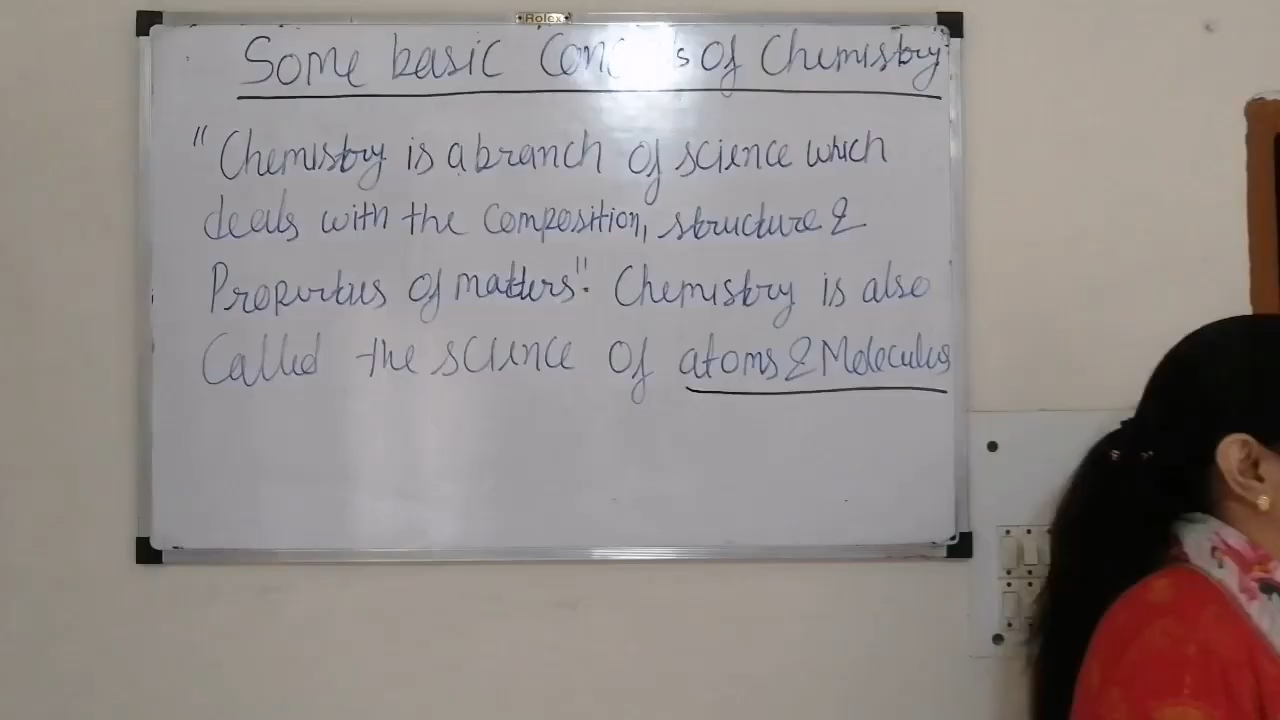 Rolex
Some basic Concepts of Chemistry
"Chemistry is a branch of science which
deals with the composition, structure &
Properties of matters". Chemistry is also
Called the science of atoms & Molecules